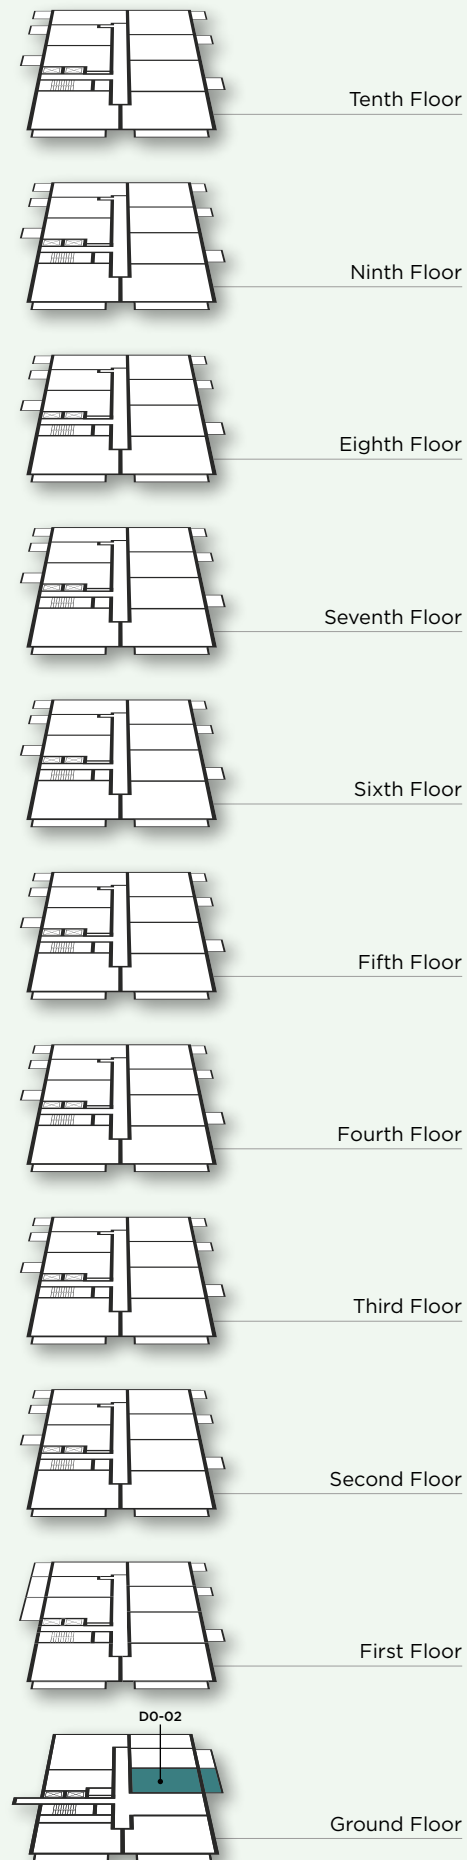 Tenth Floor
Ninth Floor
Eighth Floor
Seventh Floor
Sixth Floor
Fifth Floor
Fourth Floor
Third Floor
Second Floor
First Floor
D0-02
Ground Floor